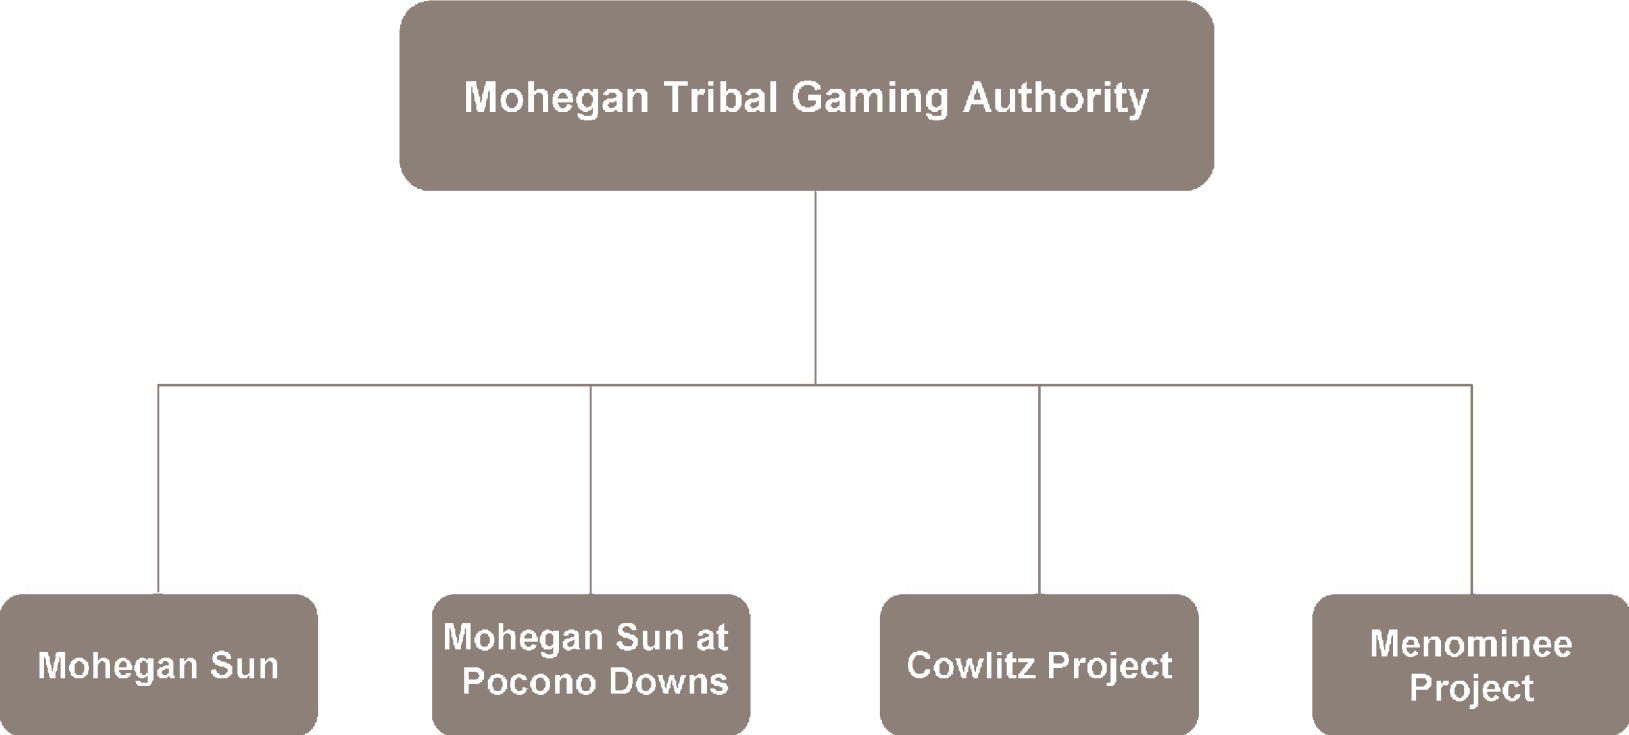 Mohegan Tribal Gaming Authority
Mohegan Sun
Mohegan Sun at
Pocono Downs
Cowlitz Project
Menominee
Project